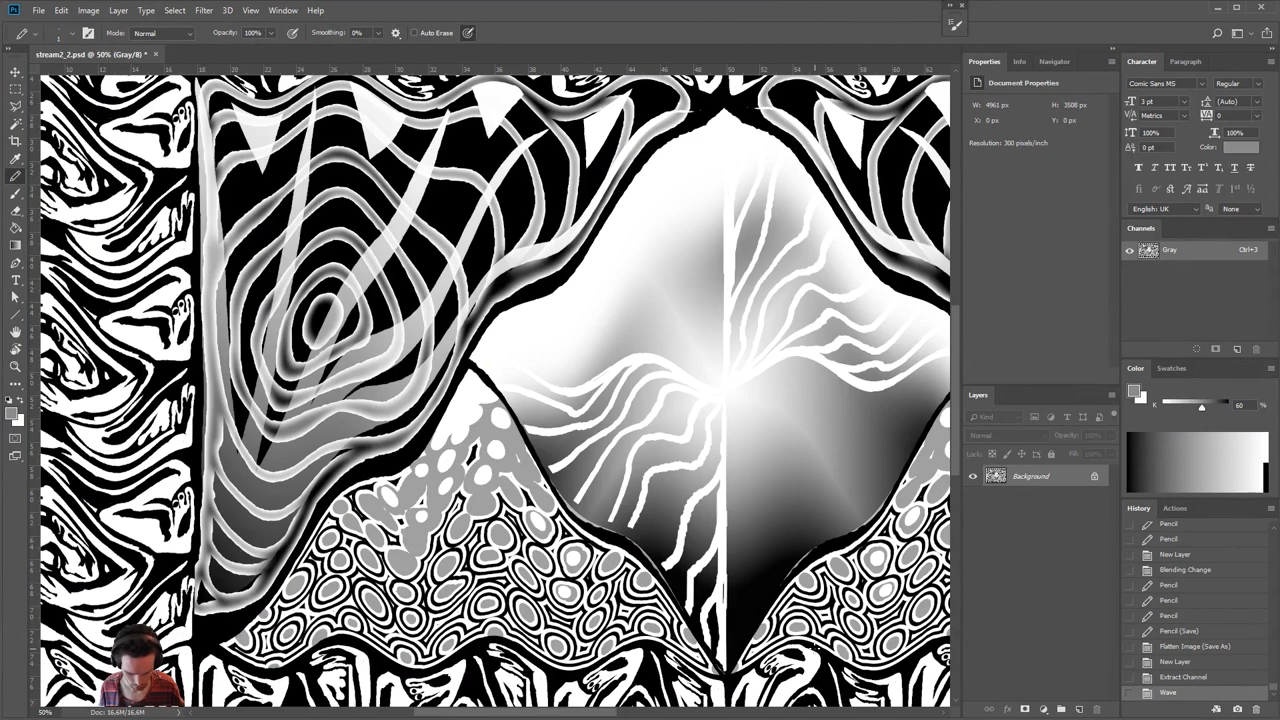 Ps File Edit Image Layer Type Select Filter 3D View Window Help
1 Mode: Normal Opacity: 100% Smoothing: 0% Auto Erase
stream2_2.psd @ 50% (Gray/8) * ×
Properties Info Navigator
Document Properties
W: 4961 px H: 3508 px
X: 0 px Y: 0 px
Resolution: 300 pixels/inch
Character Paragraph
Comic Sans MS Regular
3 pt (Auto)
Metrics 0
100% 100%
0 pt Color:
English: UK None
Channels
Gray Ctrl+3
Color Swatches
K 60 %
Layers
Kind
Normal Opacity: 100%
Lock: Fill: 100%
Background
History Actions
Pencil
Pencil
New Layer
Blending Change
Pencil
Pencil
Pencil
Pencil (Save)
Flatten Image (Save As)
New Layer
Extract Channel
Wave
50% Doc: 16.6M/16.6M